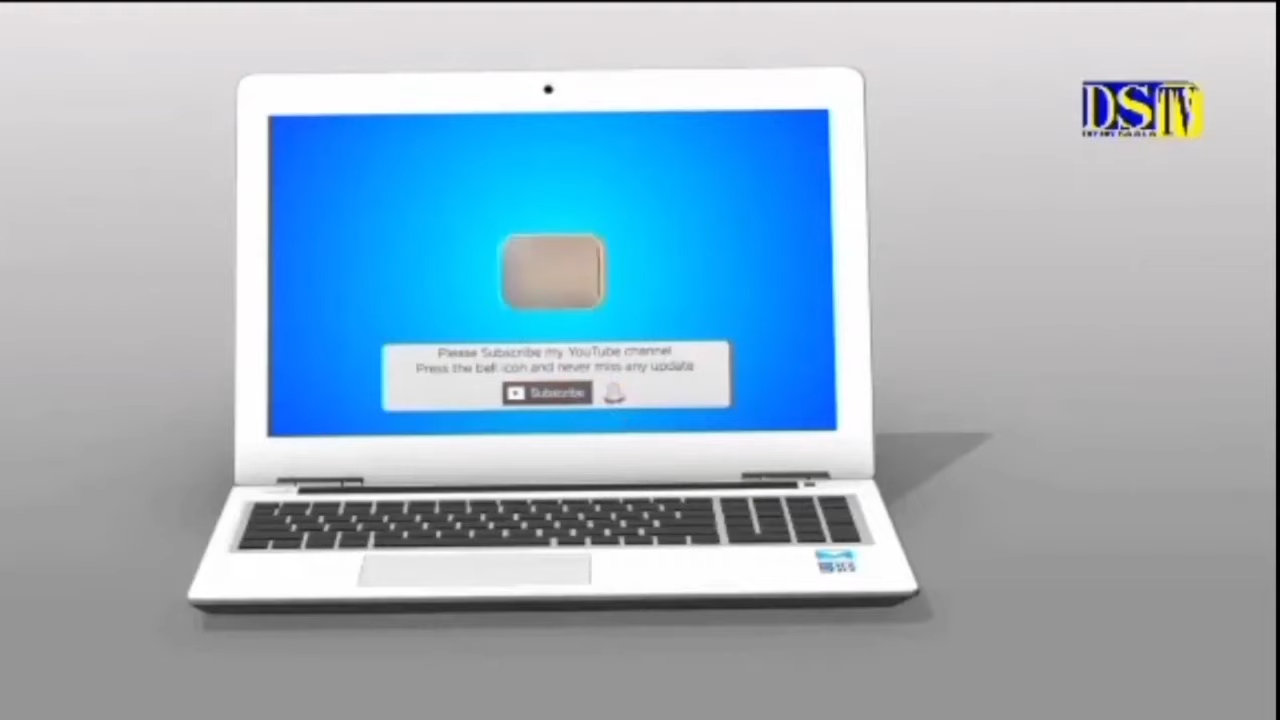 DSTV
Please Subscribe my YouTube channel
Press the bell icon and never miss any update
Subscribe